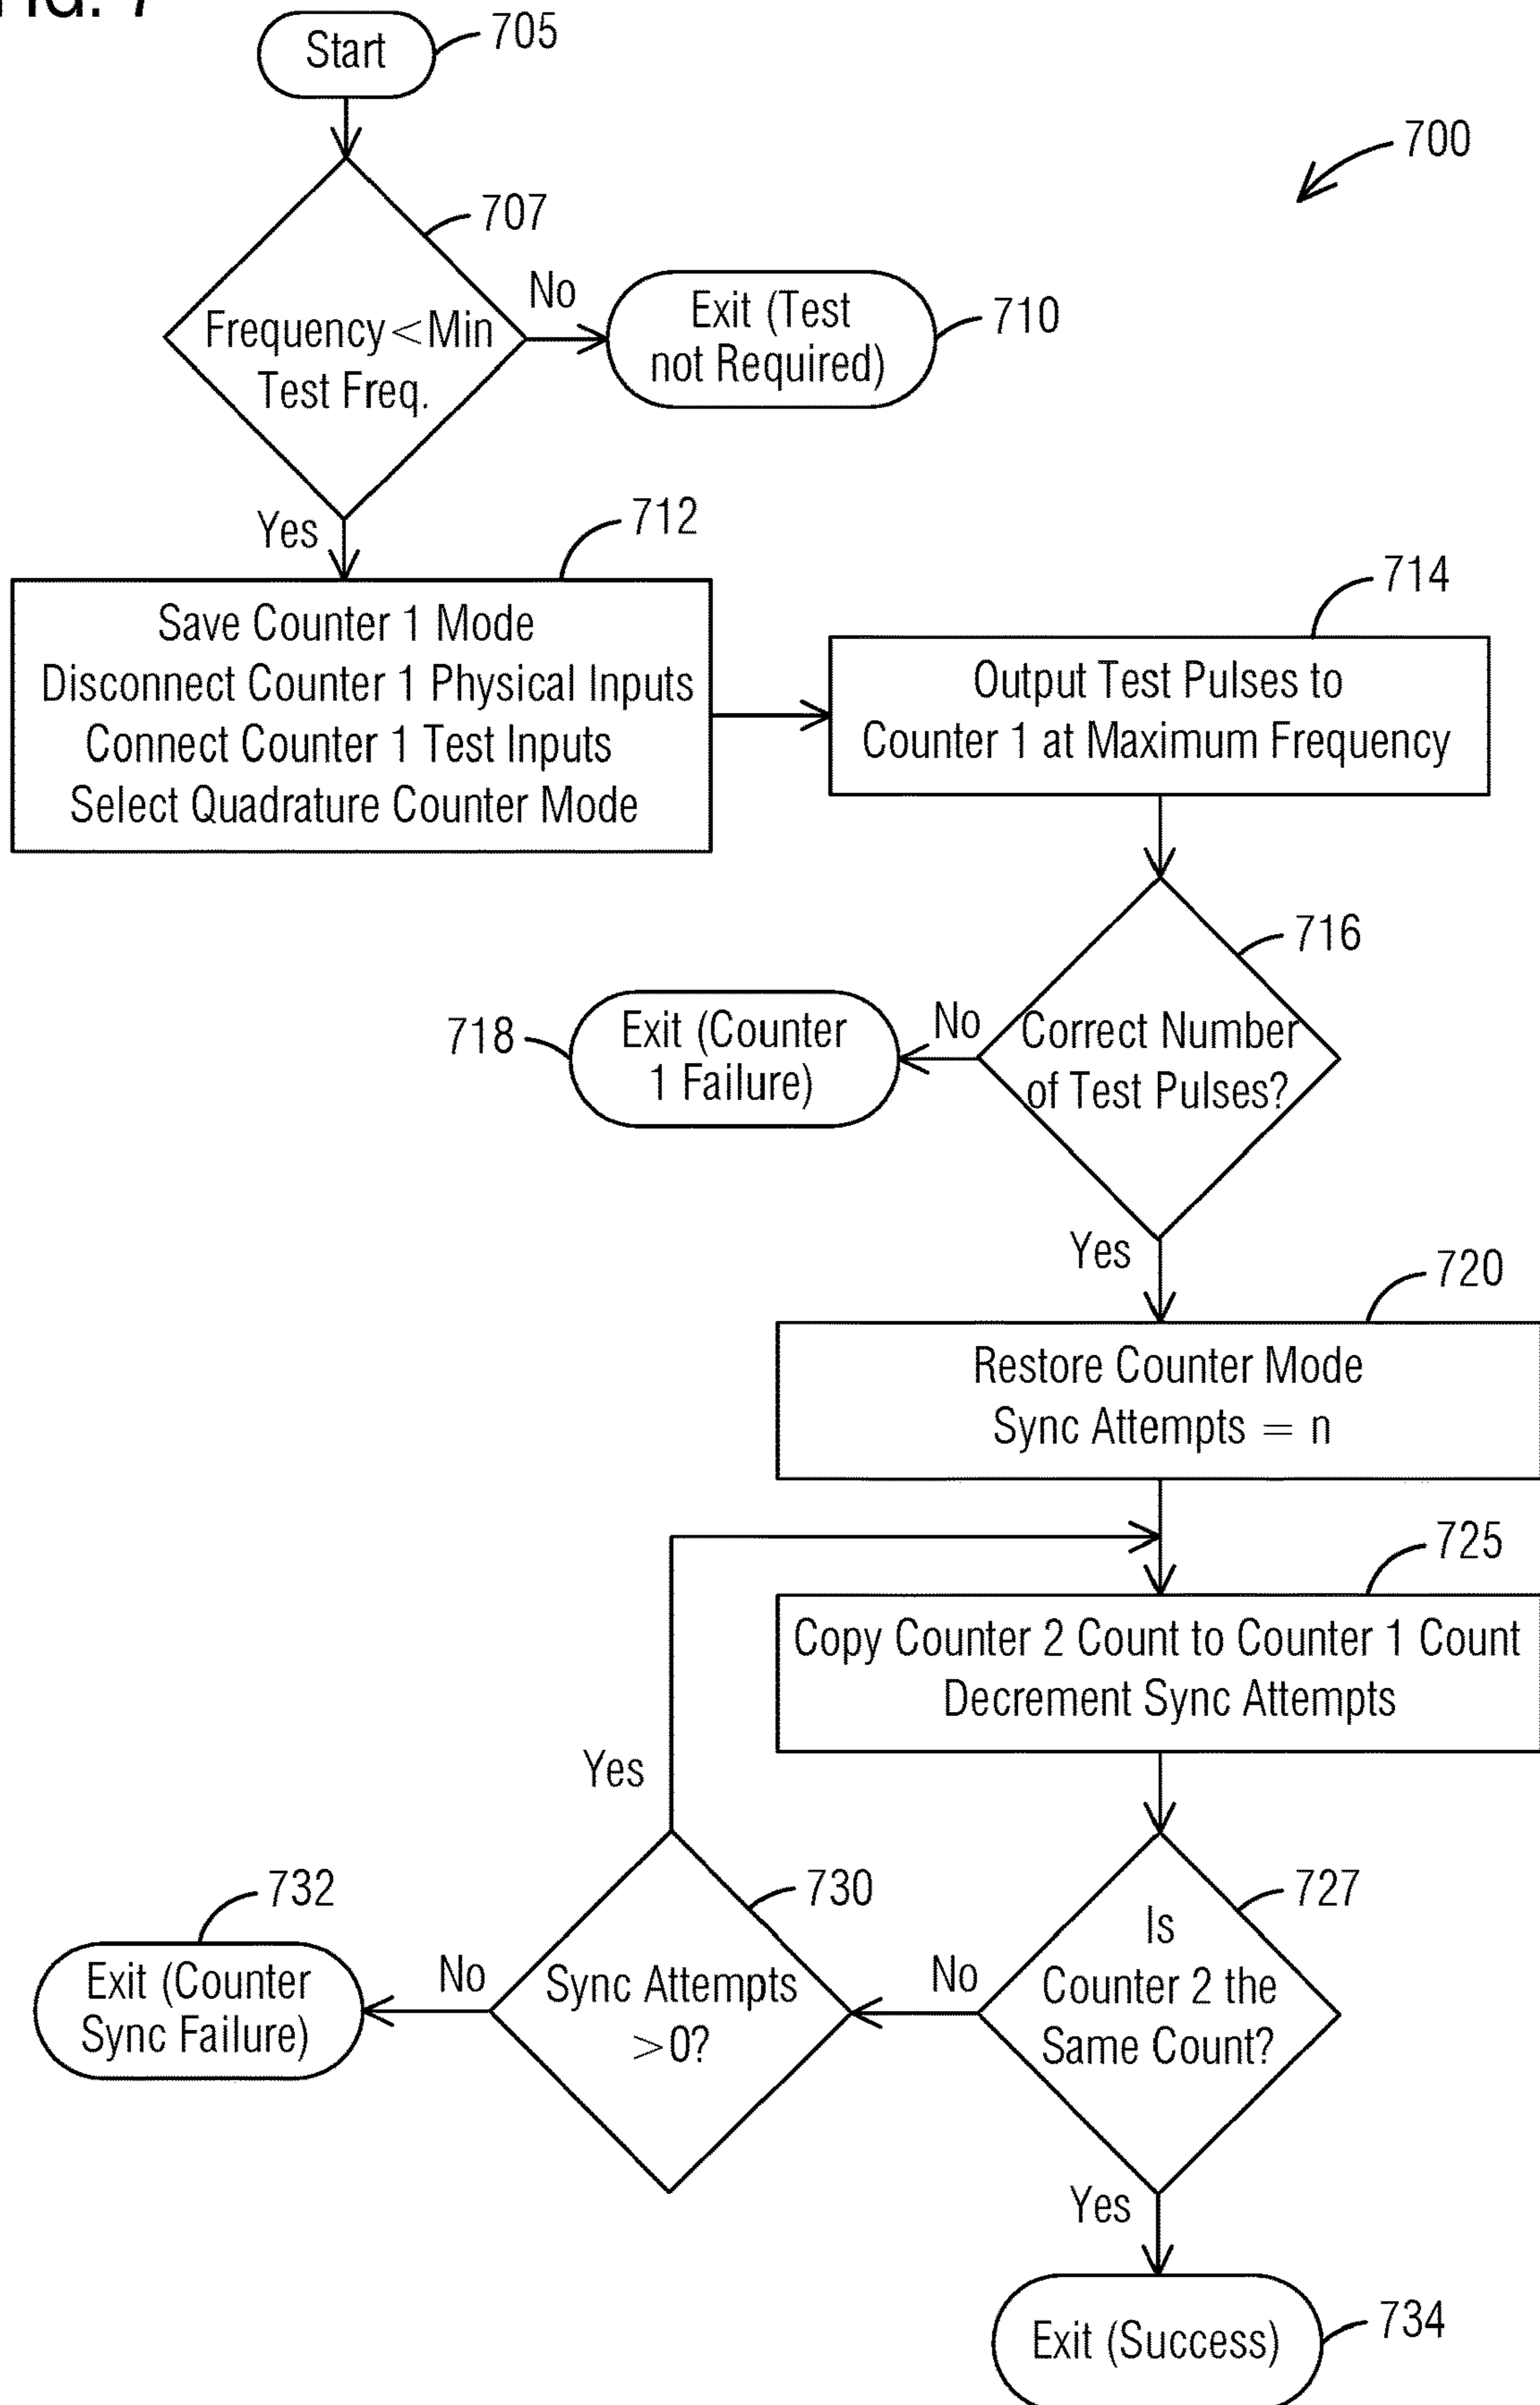 Start
705
700
707
Frequency<Min
Test Freq.
No
Exit (Test
not Required)
710
Yes
712
Save Counter 1 Mode
Disconnect Counter 1 Physical Inputs
Connect Counter 1 Test Inputs
Select Quadrature Counter Mode
714
Output Test Pulses to
Counter 1 at Maximum Frequency
716
Correct Number
of Test Pulses?
No
718
Exit (Counter
1 Failure)
Yes
720
Restore Counter Mode
Sync Attempts = n
725
Copy Counter 2 Count to Counter 1 Count
Decrement Sync Attempts
727
Is
Counter 2 the
Same Count?
No
730
Sync Attempts
>0?
Yes
No
732
Exit (Counter
Sync Failure)
Yes
Exit (Success)
734